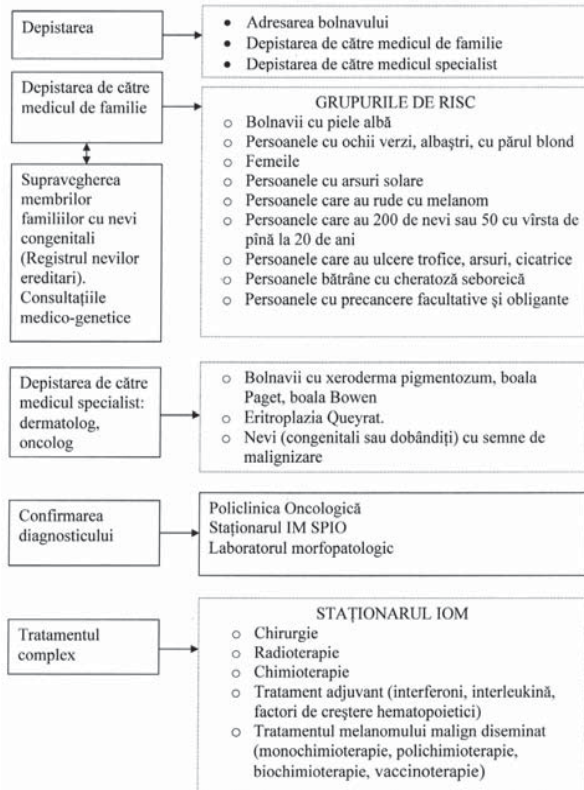 Depistarea
• Adresarea bolnavului
• Depistarea de către medicul de familie
• Depistarea de către medicul specialist
Depistarea de către
medicul de familie
GRUPURILE DE RISC
o Bolnavii cu piele albă
o Persoanele cu ochii verzi, albaștri, cu părul blond
o Femeile
o Persoanele cu arsuri solare
o Persoanele care au rude cu melanom
o Persoanele care au 200 de nevi sau 50 cu vîrsta de
pînă la 20 de ani
o Persoanele care au ulcere trofice, arsuri, cicatrice
o Persoanele bătrâne cu cheratoză seboreică
o Persoanele cu precancere facultative și obligante
Supravegherea
membrilor
familiilor cu nevi
congenitali
(Registrul nevilor
ereditari).
Consultațiile
medico-genetice
Depistarea de către
medicul specialist:
dermatolog,
oncolog
o Bolnavii cu xeroderma pigmentozum, boala
Paget, boala Bowen
o Eritroplazia Queyrat.
o Nevi (congenitali sau dobândiți) cu semne de
malignizare
Confirmarea
diagnosticului
Policlinica Oncologică
Staționarul IM SPIO
Laboratorul morfopatologic
Tratamentul
complex
STAȚIONARUL IOM
o Chirurgie
o Radioterapie
o Chimioterapie
o Tratament adjuvant (interferoni, interleukină,
factori de creștere hematopoietici)
o Tratamentul melanomului malign diseminat
(monochimioterapie, polichimioterapie,
biochimioterapie, vaccinoterapie)